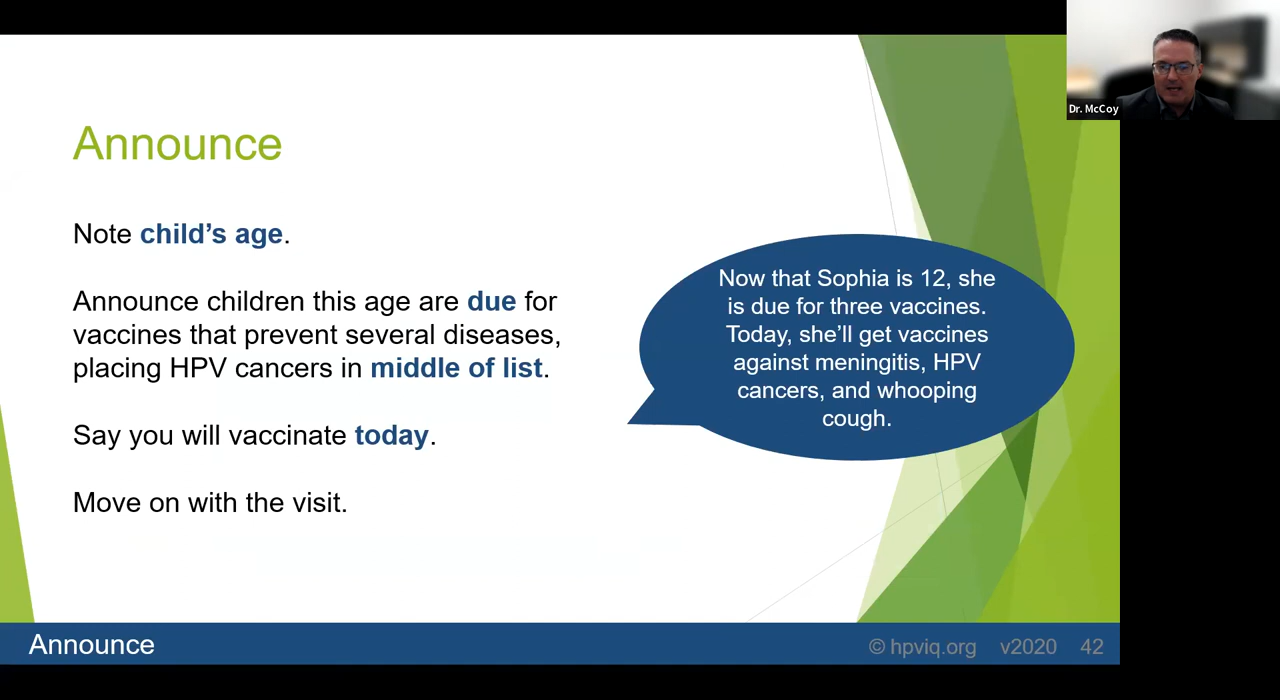 Dr. McCoy
Announce
Note child’s age.
Announce children this age are due for
vaccines that prevent several diseases,
placing HPV cancers in middle of list.
Say you will vaccinate today.
Move on with the visit.
Now that Sophia is 12, she
is due for three vaccines.
Today, she’ll get vaccines
against meningitis, HPV
cancers, and whooping
cough.
Announce
© hpviq.org v2020 42